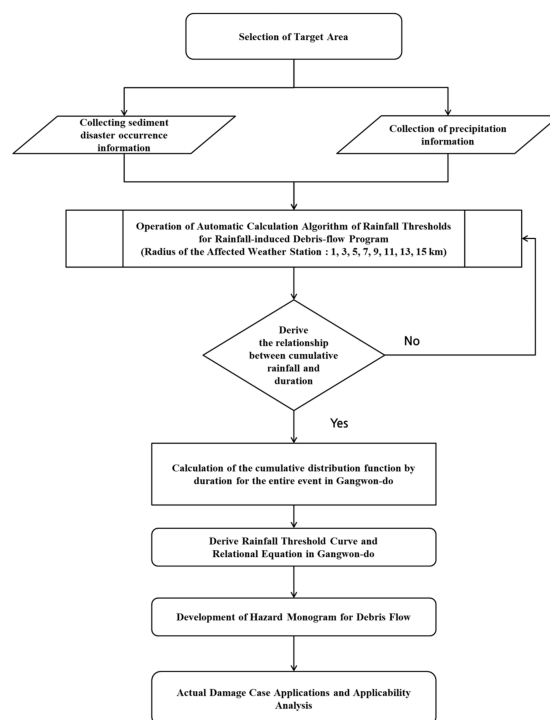 Selection of Target Area
Collecting sediment
disaster occurrence
information
Collection of precipitation
information
Operation of Automatic Calculation Algorithm of Rainfall Thresholds
for Rainfall-induced Debris-flow Program
(Radius of the Affected Weather Station : 1, 3, 5, 7, 9, 11, 13, 15 km)
Derive
the relationship
between cumulative
rainfall and
duration
No
Yes
Calculation of the cumulative distribution function by
duration for the entire event in Gangwon-do
Derive Rainfall Threshold Curve and
Relational Equation in Gangwon-do
Development of Hazard Monogram for Debris Flow
Actual Damage Case Applications and Applicability
Analysis